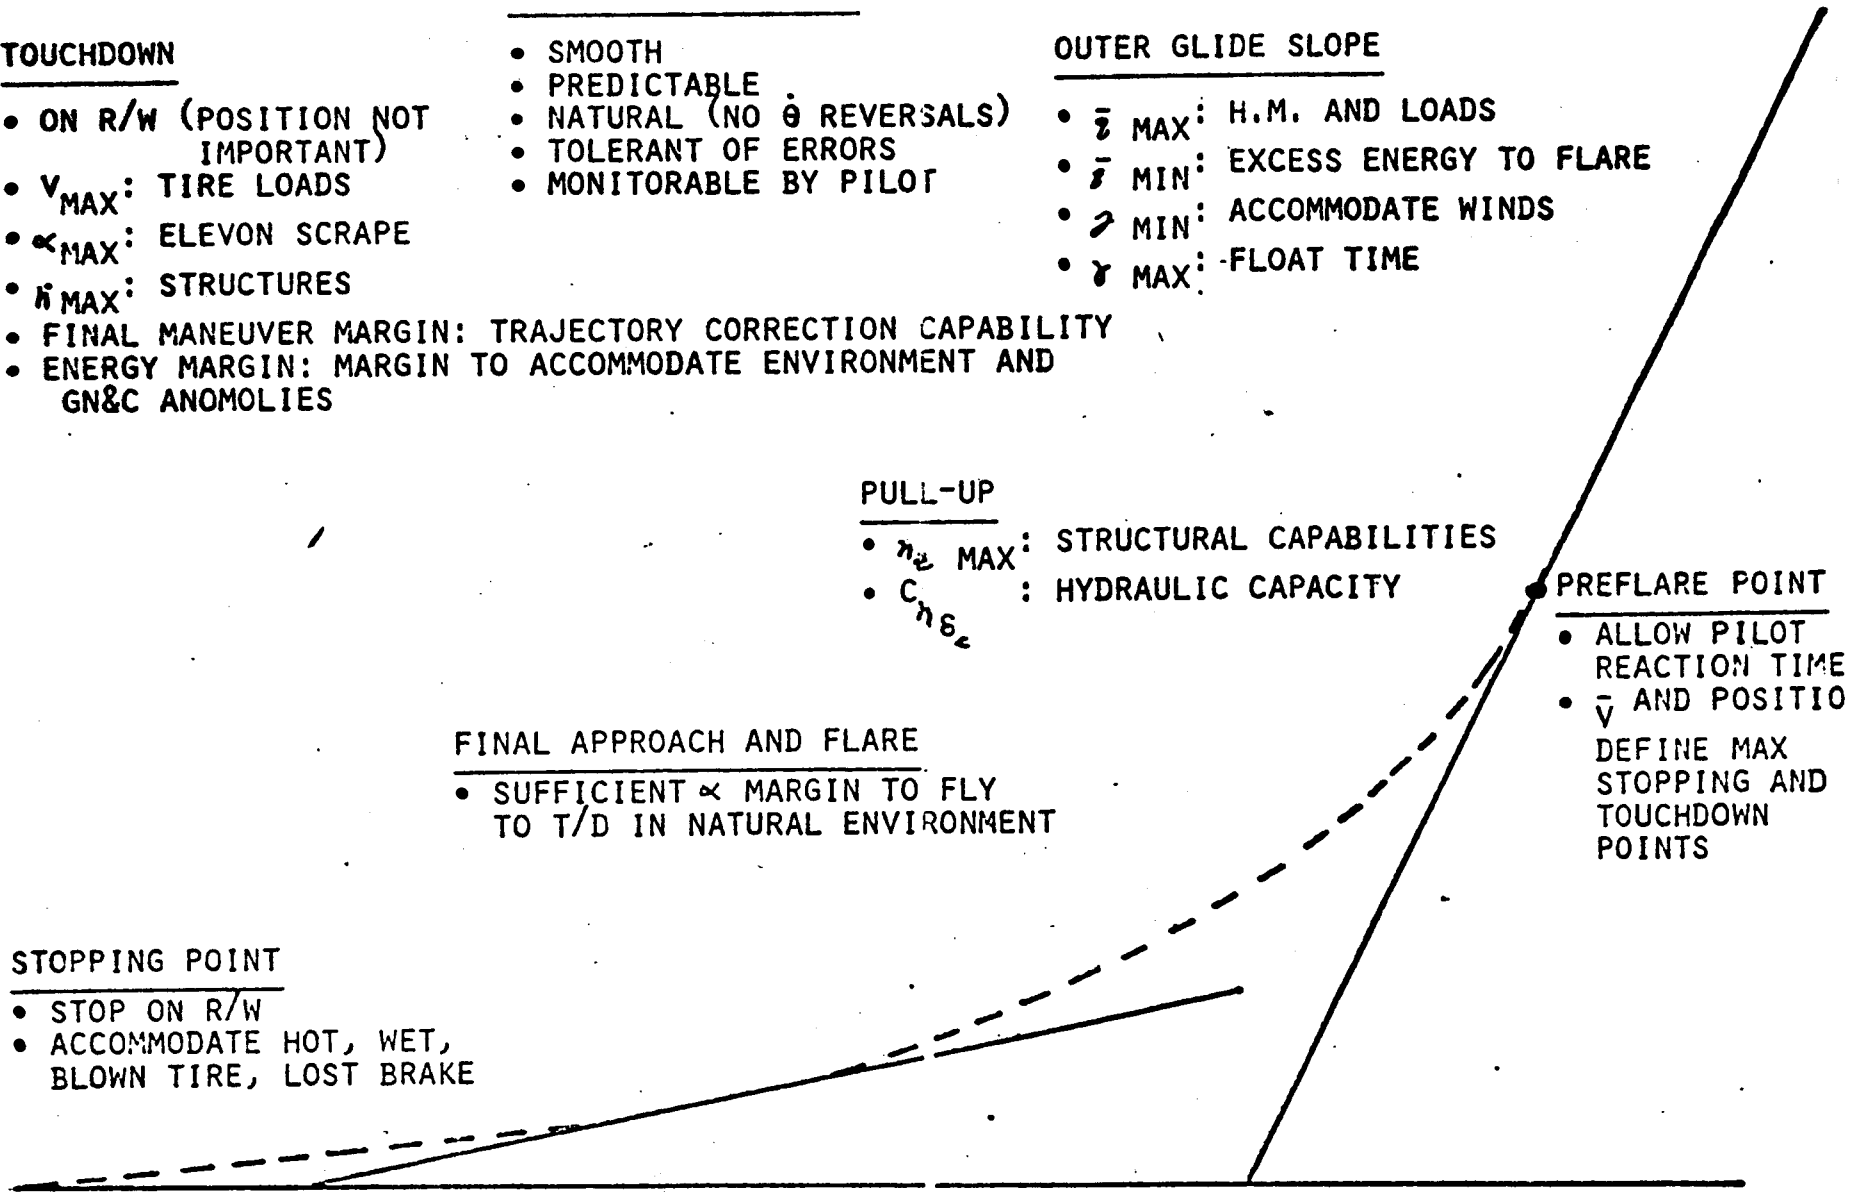 TOUCHDOWN
• ON R/W (POSITION NOT
IMPORTANT)
• V MAX: TIRE LOADS
• ∝ MAX: ELEVON SCRAPE
• ḣ MAX: STRUCTURES
• FINAL MANEUVER MARGIN: TRAJECTORY CORRECTION CAPABILITY
• ENERGY MARGIN: MARGIN TO ACCOMMODATE ENVIRONMENT AND
GN&C ANOMOLIES
• SMOOTH
• PREDICTABLE
• NATURAL (NO θ̇ REVERSALS)
• TOLERANT OF ERRORS
• MONITORABLE BY PILOT
OUTER GLIDE SLOPE
• MAX: H.M. AND LOADS
• MIN: EXCESS ENERGY TO FLARE
• MIN: ACCOMMODATE WINDS
• γ MAX: FLOAT TIME
PULL-UP
• n z MAX: STRUCTURAL CAPABILITIES
• C : HYDRAULIC CAPACITY
PREFLARE POINT
• ALLOW PILOT
REACTION TIME
• V̄ AND POSITIO
DEFINE MAX
STOPPING AND
TOUCHDOWN
POINTS
FINAL APPROACH AND FLARE
• SUFFICIENT ∝ MARGIN TO FLY
TO T/D IN NATURAL ENVIRONMENT
STOPPING POINT
• STOP ON R/W
• ACCOMMODATE HOT, WET,
BLOWN TIRE, LOST BRAKE